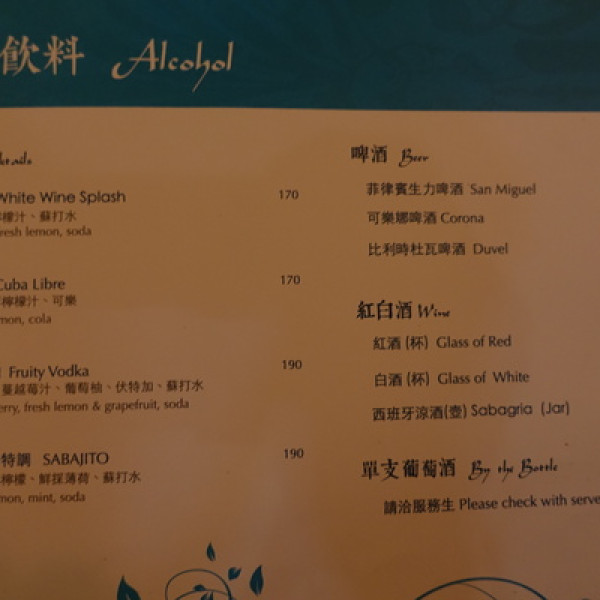 飲料 Alcohol
White Wine Splash 170
檬汁、蘇打水
fresh lemon, soda
Cuba Libre 170
檸檬汁、可樂
lemon, cola
Fruity Vodka 190
蔓越莓汁、葡萄柚、伏特加、蘇打水
fresh lemon & grapefruit, soda
特調 SABAJITO 190
檸檬、鮮採薄荷、蘇打水
mint, soda
啤酒 Beer
菲律賓生力啤酒 San Miguel
可樂娜啤酒 Corona
比利時杜瓦啤酒 Duvel
紅白酒 Wine
紅酒 (杯) Glass of Red
白酒 (杯) Glass of White
西班牙涼酒(壺) Sabagria (Jar)
單支葡萄酒 By the Bottle
請洽服務生 Please check with serve